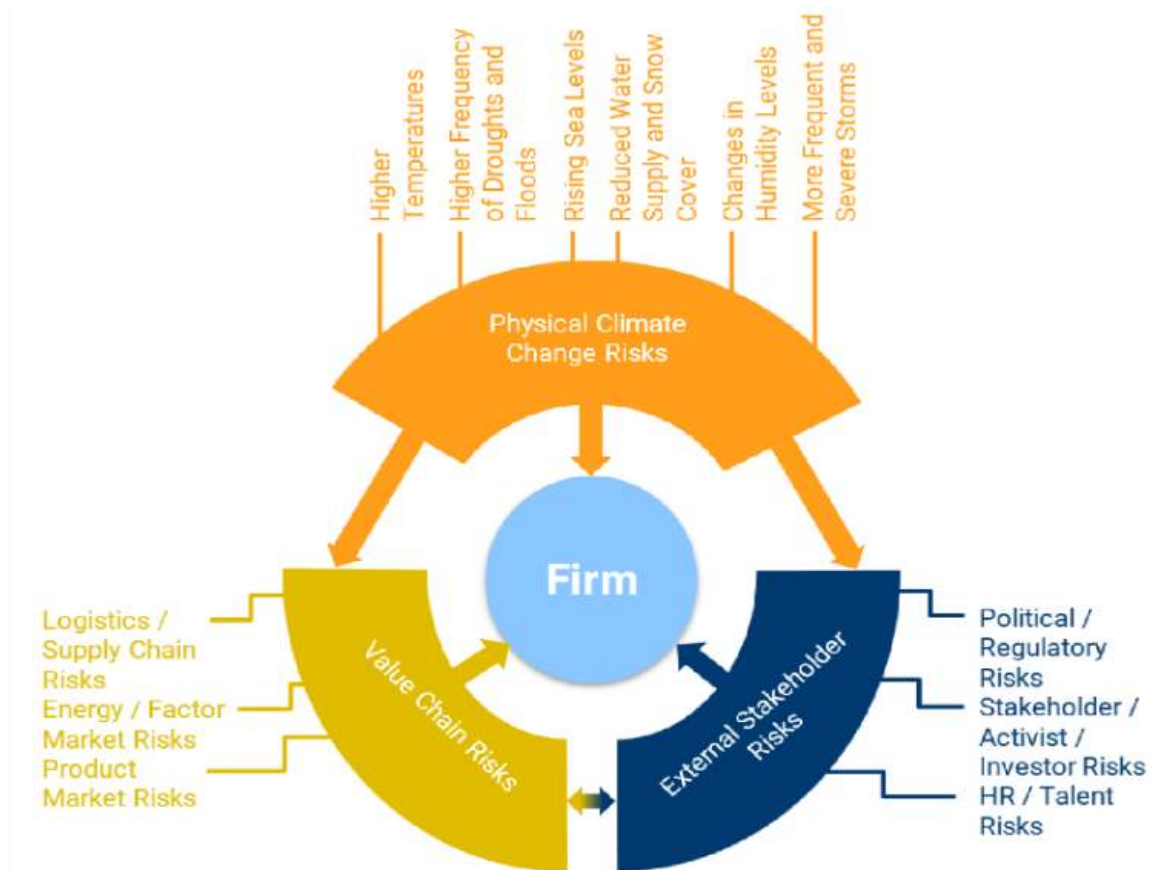 Higher
Temperatures
Higher Frequency
of Droughts and
Floods
Rising Sea Levels
Reduced Water
Supply and Snow
Cover
Changes in
Humidity Levels
More Frequent and
Severe Storms
Physical Climate
Change Risks
Firm
Value Chain Risks
External Stakeholder
Risks
Logistics /
Supply Chain
Risks
Energy / Factor
Market Risks
Product
Market Risks
Political /
Regulatory
Risks
Stakeholder /
Activist /
Investor Risks
HR / Talent
Risks